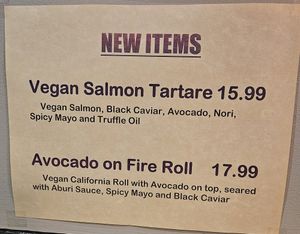 NEW ITEMS
Vegan Salmon Tartare 15.99
Vegan Salmon, Black Caviar, Avocado, Nori,
Spicy Mayo and Truffle Oil
Avocado on Fire Roll 17.99
Vegan California Roll with Avocado on top, seared
with Aburi Sauce, Spicy Mayo and Black Caviar